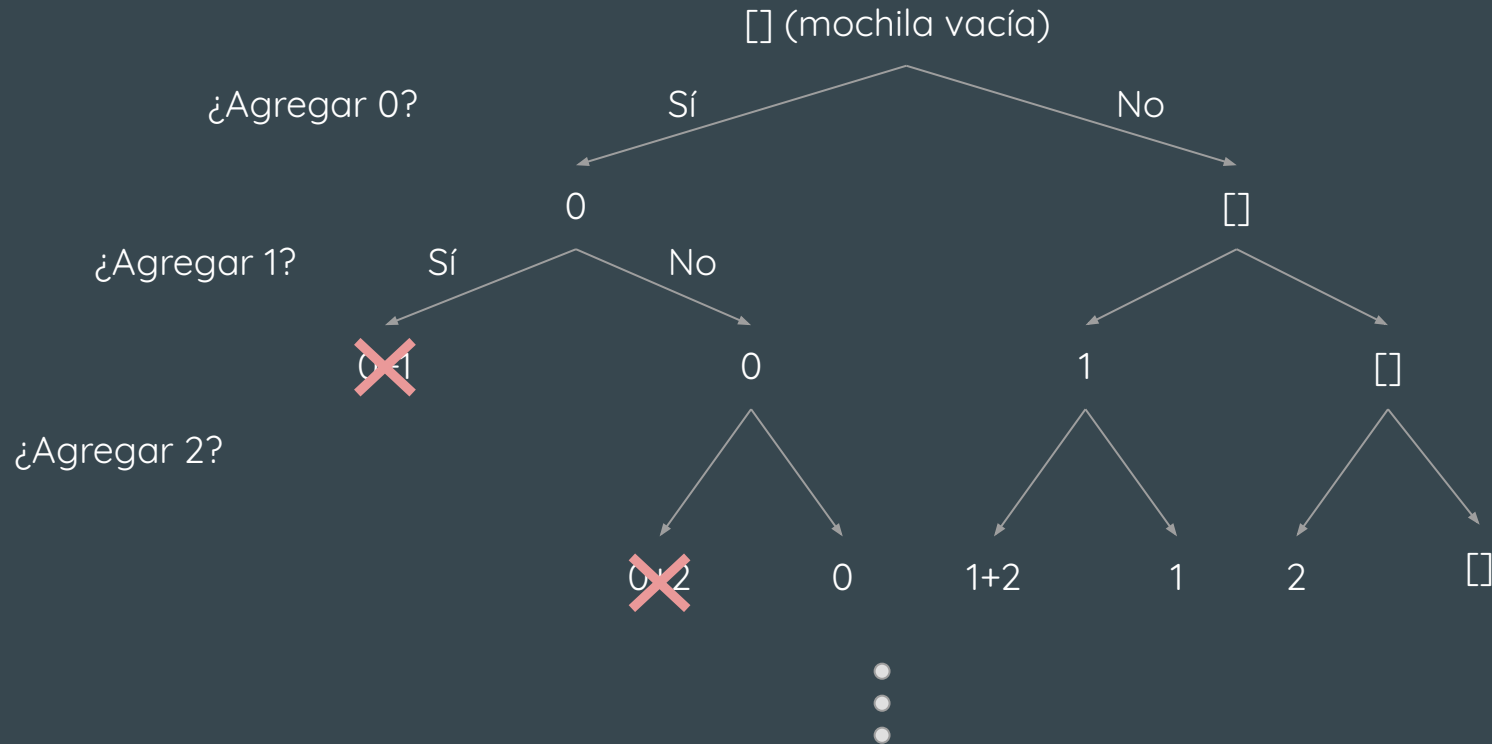 [] (mochila vacía)
¿Agregar 0?
Sí
No
0
[]
¿Agregar 1?
Sí
No
0+1
0
1
[]
¿Agregar 2?
0+2
0
1+2
1
2
[]